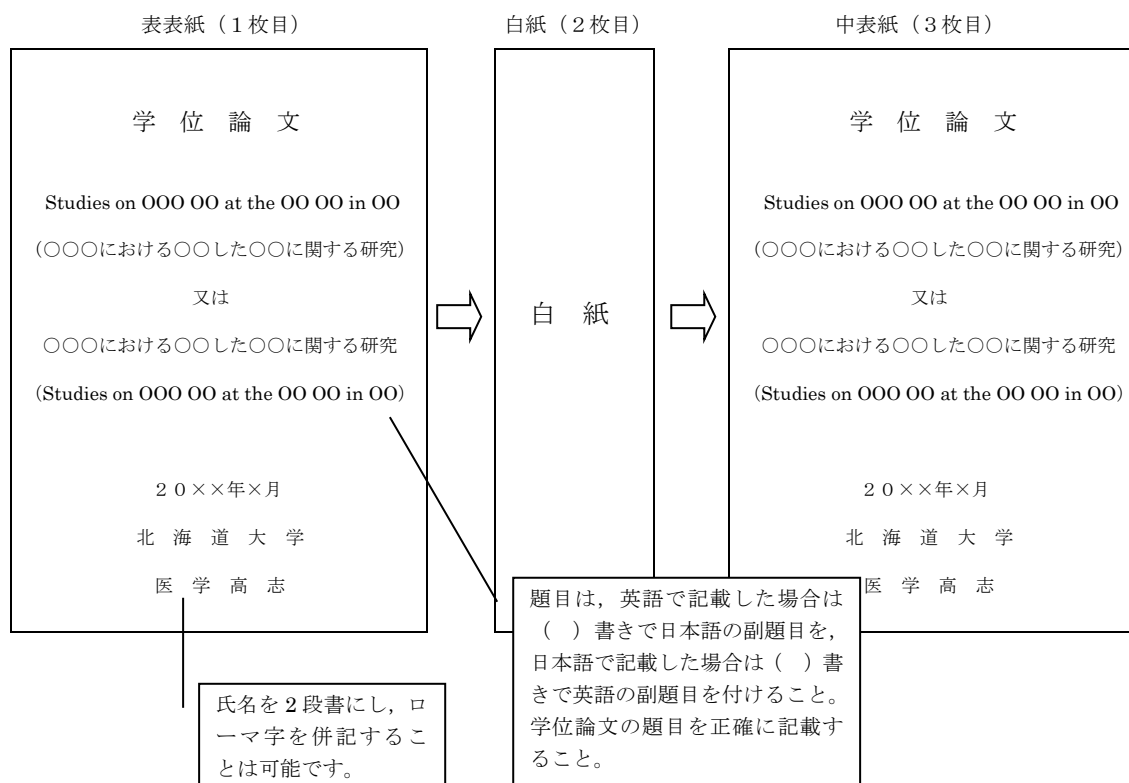 表表紙（１枚目）
学 位 論 文
Studies on OOO OO at the OO OO in OO
（○○○における○○した○○に関する研究）
又は
○○○における○○した○○に関する研究
（Studies on OOO OO at the OO OO in OO）
２０××年×月
北 海 道 大 学
医 学 高 志
氏名を２段書にし，ロ
ーマ字を併記するこ
とは可能です。
白紙（２枚目）
白 紙
題目は，英語で記載した場合は
（ ）書きで日本語の副題目を，
日本語で記載した場合は（ ）書
きで英語の副題目を付けること。
学位論文の題目を正確に記載す
ること。
中表紙（３枚目）
学 位 論 文
Studies on OOO OO at the OO OO in OO
（○○○における○○した○○に関する研究）
又は
○○○における○○した○○に関する研究
（Studies on OOO OO at the OO OO in OO）
２０××年×月
北 海 道 大 学
医 学 高 志